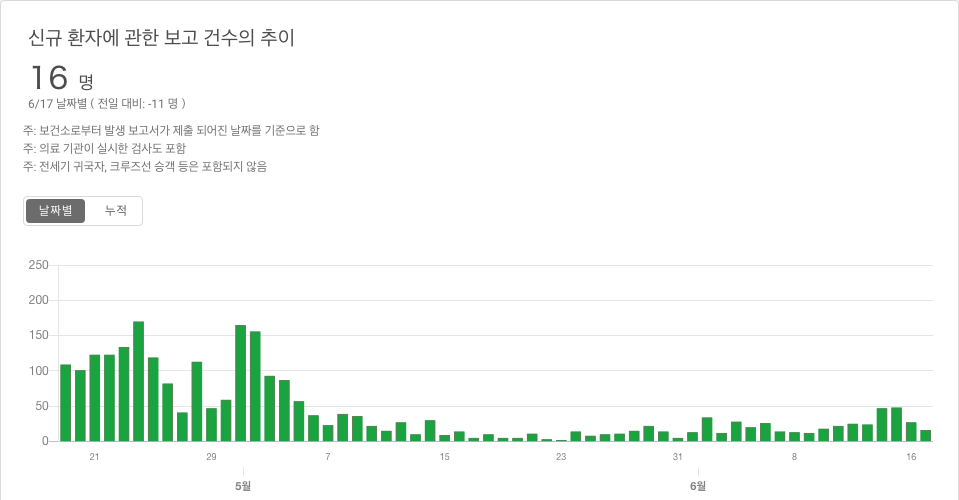 신규 환자에 관한 보고 건수의 추이
16 명
6/17 날짜별 ( 전일 대비: -11 명 )
주: 보건소로부터 발생 보고서가 제출 되어진 날짜를 기준으로 함
주: 의료 기관이 실시한 검사도 포함
주: 전세기 귀국자, 크루즈선 승객 등은 포함되지 않음
날짜별 누적
250
200
150
100
50
0
21 29 7 15 23 31 8 16
5월 6월